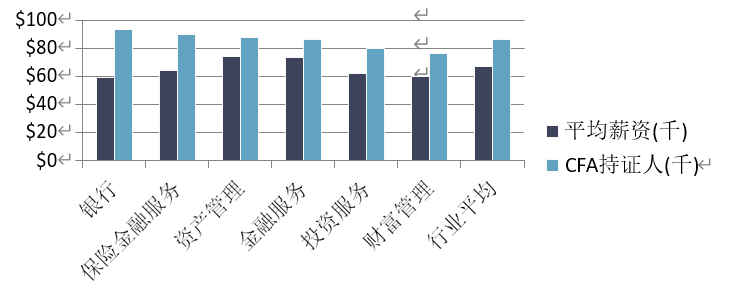 $100
$80
$60
$40
$20
$0
银行
保险金融服务
资产管理
金融服务
投资服务
财富管理
行业平均
平均薪资(千)
CFA持证人(千)